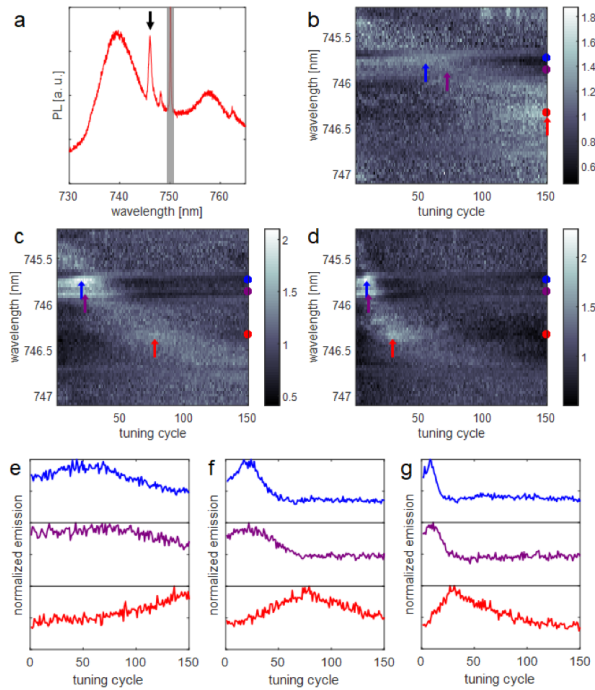 a
PL [a. u.]
730
740
750
760
wavelength [nm]
b
wavelength [nm]
745.5
746
746.5
747
50
100
150
tuning cycle
1.8
1.6
1.4
1.2
1
0.8
0.6
c
wavelength [nm]
745.5
746
746.5
747
50
100
150
tuning cycle
2
1.5
1
0.5
d
wavelength [nm]
745.5
746
746.5
747
50
100
150
tuning cycle
2
1.5
1
e
normalized emission
0
50
100
150
tuning cycle
f
normalized emission
0
50
100
150
tuning cycle
g
normalized emission
0
50
100
150
tuning cycle